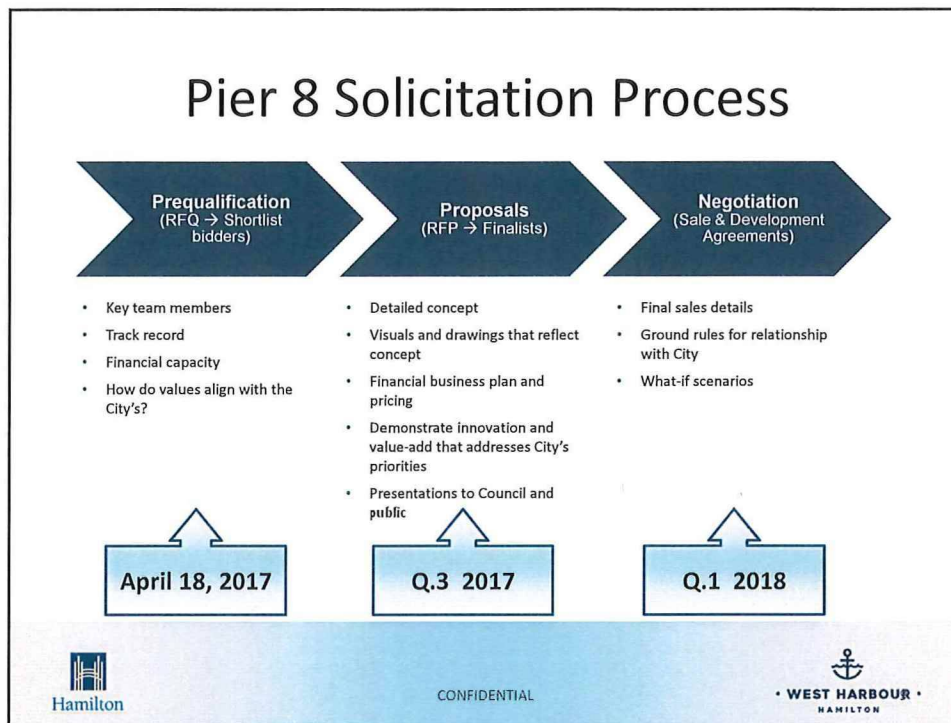 Pier 8 Solicitation Process
Prequalification
(RFQ → Shortlist
bidders)
Proposals
(RFP → Finalists)
Negotiation
(Sale & Development
Agreements)
• Key team members
• Track record
• Financial capacity
• How do values align with the
City's?
• Detailed concept
• Visuals and drawings that reflect
concept
• Financial business plan and
pricing
• Demonstrate innovation and
value-add that addresses City's
priorities
• Presentations to Council and
public
• Final sales details
• Ground rules for relationship
with City
• What-if scenarios
April 18, 2017
Q.3 2017
Q.1 2018
Hamilton
CONFIDENTIAL
• WEST HARBOUR •
HAMILTON